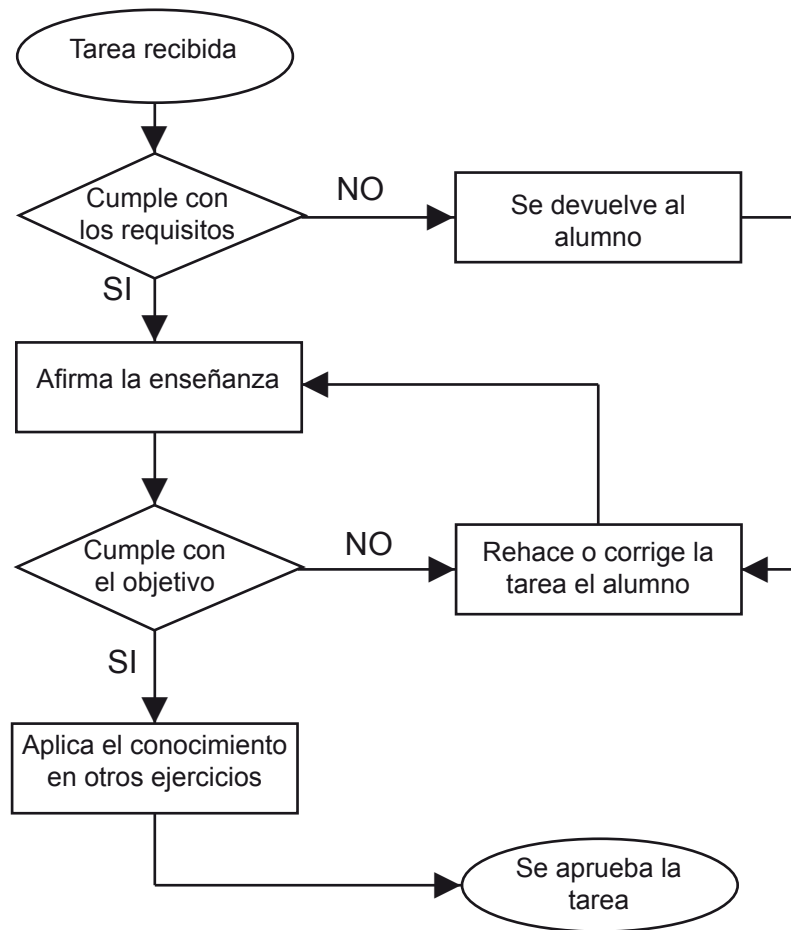 Tarea recibida
Cumple con
los requisitos
NO
Se devuelve al
alumno
SI
Afirma la enseñanza
Cumple con
el objetivo
NO
Rehace o corrige la
tarea el alumno
SI
Aplica el conocimiento
en otros ejercicios
Se aprueba la
tarea